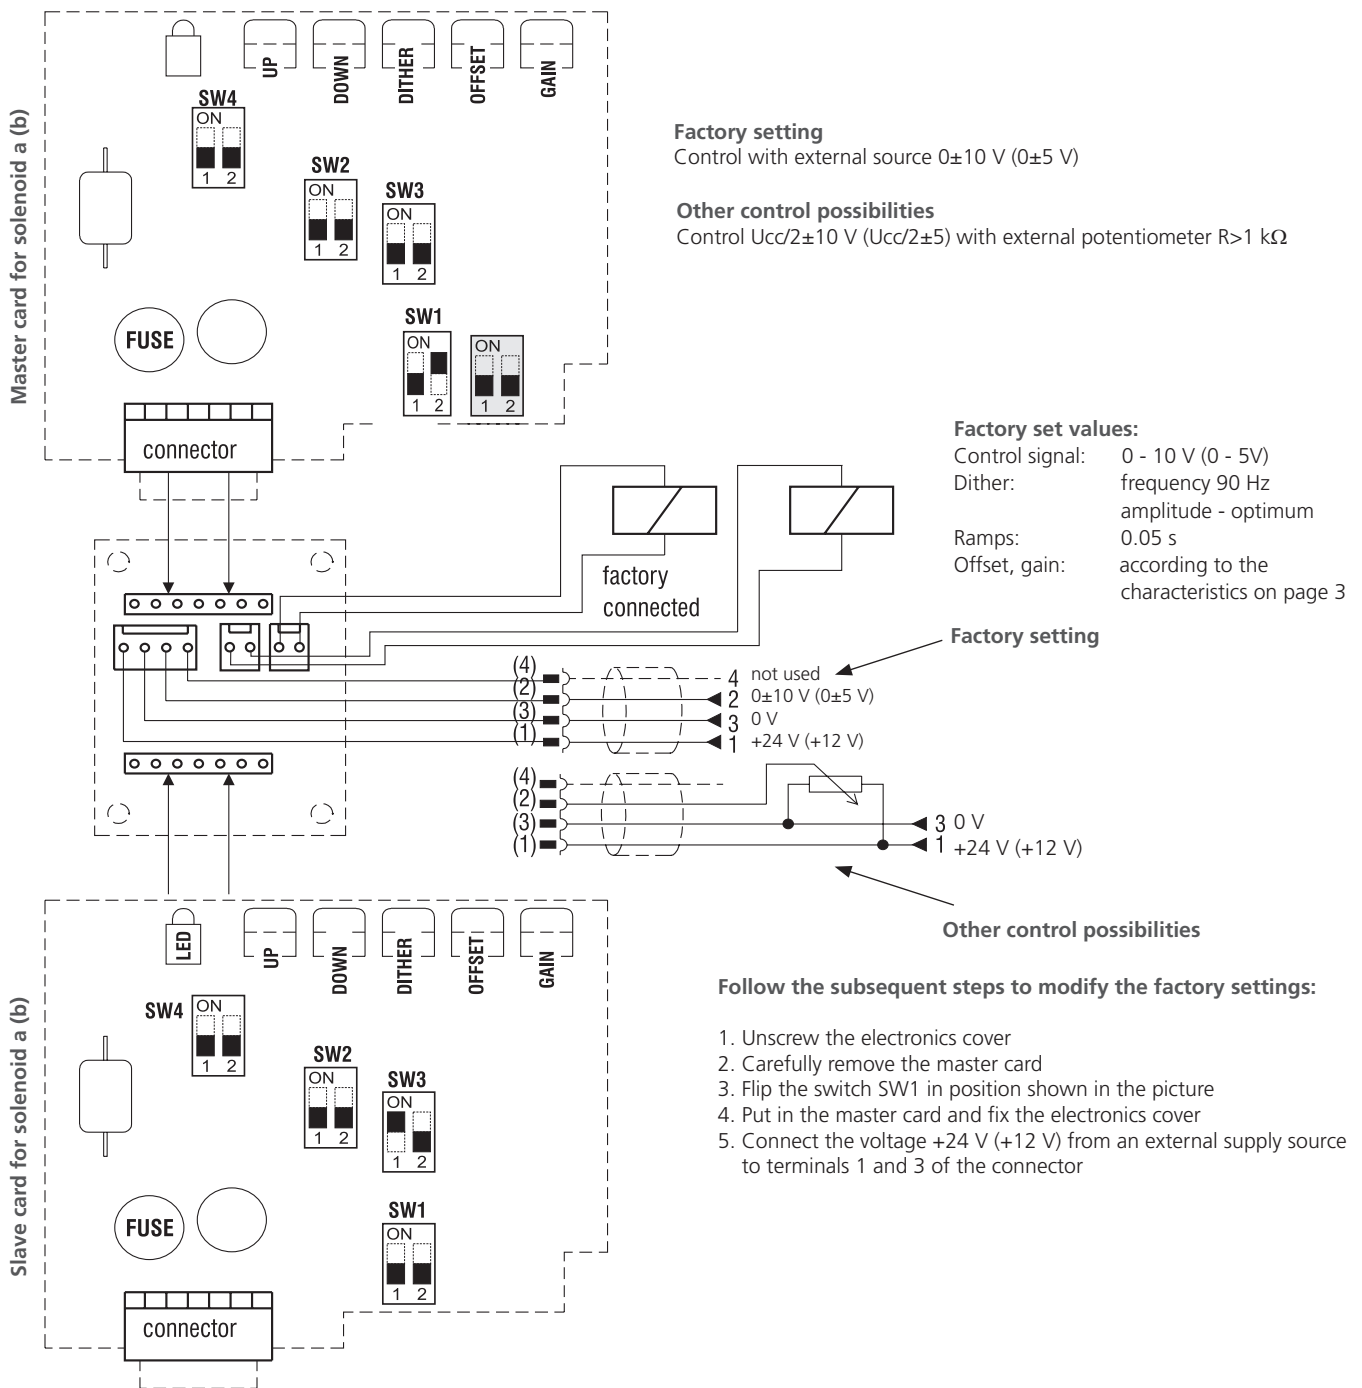 Master card for solenoid a (b)
UP
DOWN
DITHER
OFFSET
GAIN
SW4
ON
1 2
SW2
ON
1 2
SW3
ON
1 2
SW1
ON
1 2
ON
1 2
FUSE
connector
Factory setting
Control with external source 0±10 V (0±5 V)
Other control possibilities
Control Ucc/2±10 V (Ucc/2±5) with external potentiometer R>1 kΩ
Factory set values:
Control signal: 0 - 10 V (0 - 5V)
Dither: frequency 90 Hz
amplitude - optimum
Ramps: 0.05 s
Offset, gain: according to the
characteristics on page 3
factory
connected
Factory setting
(4) 4 not used
(2) 2 0±10 V (0±5 V)
(3) 3 0 V
(1) 1 +24 V (+12 V)
(4)
(2)
(3) 3 0 V
(1) 1 +24 V (+12 V)
Other control possibilities
Slave card for solenoid a (b)
LED
UP
DOWN
DITHER
OFFSET
GAIN
SW4
ON
1 2
SW2
ON
1 2
SW3
ON
1 2
SW1
ON
1 2
FUSE
connector
Follow the subsequent steps to modify the factory settings:
1. Unscrew the electronics cover
2. Carefully remove the master card
3. Flip the switch SW1 in position shown in the picture
4. Put in the master card and fix the electronics cover
5. Connect the voltage +24 V (+12 V) from an external supply source
to terminals 1 and 3 of the connector